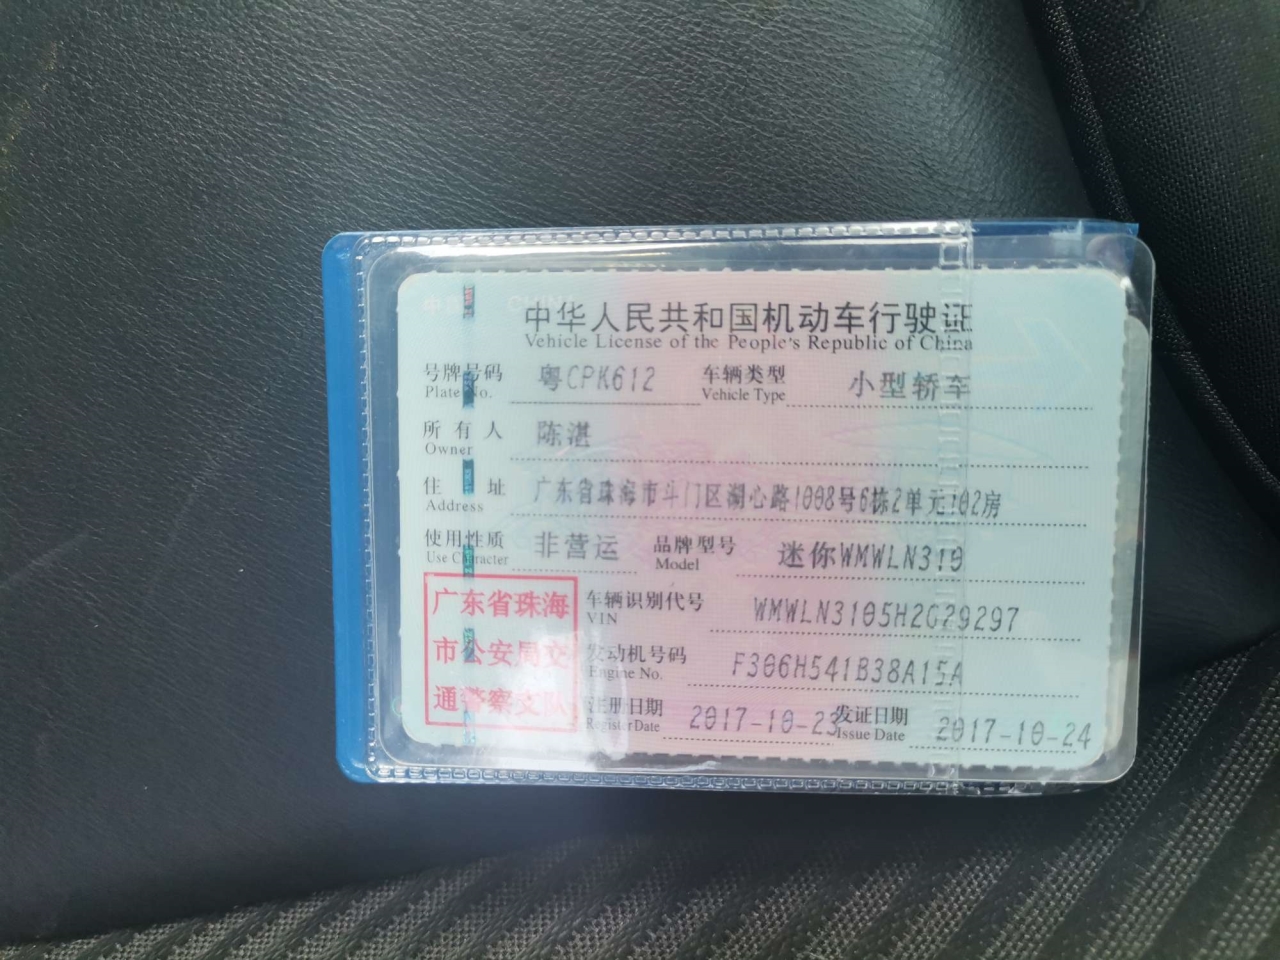 中华人民共和国机动车行驶证
Vehicle License of the People's Republic of China
号牌号码 粤CPK612 车辆类型 小型轿车
Plate No. Vehicle Type
所有人 陈湛
Owner
住址 广东省珠海市斗门区湖心路1008号6栋2单元102房
Address
使用性质 非营运 品牌型号 迷你WMWLN310
Use Character Model
广东省珠海 车辆识别代号 WMWLN3105H2G29297
VIN
市公安局交 发动机号码 F306H541B38A15A
Engine No.
通警察支队 注册日期 2017-10-23 发证日期 2017-10-24
Register Date Issue Date